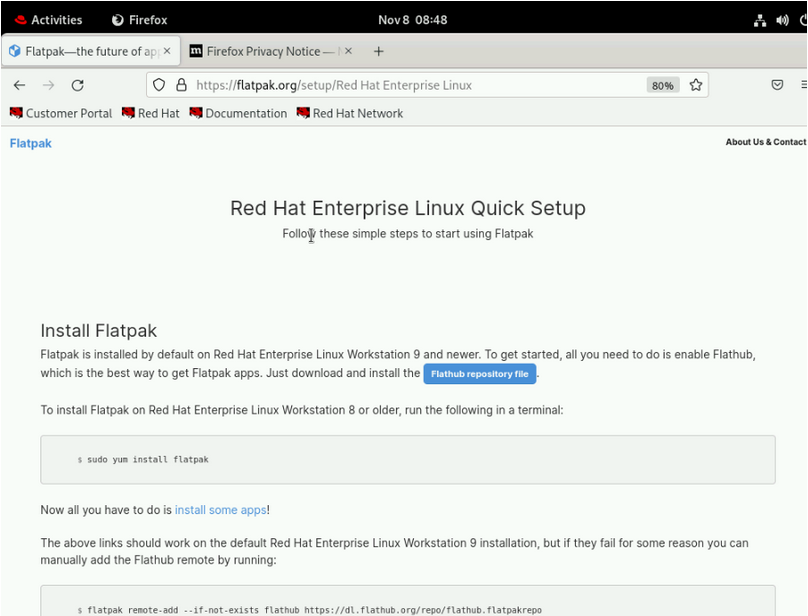 Activities Firefox Nov 8 08:48
Flatpak—the future of ap × Firefox Privacy Notice — × +
https://flatpak.org/setup/Red Hat Enterprise Linux 80%
Customer Portal Red Hat Documentation Red Hat Network
Flatpak About Us & Contact
Red Hat Enterprise Linux Quick Setup
Follow these simple steps to start using Flatpak
Install Flatpak
Flatpak is installed by default on Red Hat Enterprise Linux Workstation 9 and newer. To get started, all you need to do is enable Flathub,
which is the best way to get Flatpak apps. Just download and install the Flathub repository file.
To install Flatpak on Red Hat Enterprise Linux Workstation 8 or older, run the following in a terminal:
$ sudo yum install flatpak
Now all you have to do is install some apps!
The above links should work on the default Red Hat Enterprise Linux Workstation 9 installation, but if they fail for some reason you can
manually add the Flathub remote by running:
$ flatpak remote-add --if-not-exists flathub https://dl.flathub.org/repo/flathub.flatpakrepo